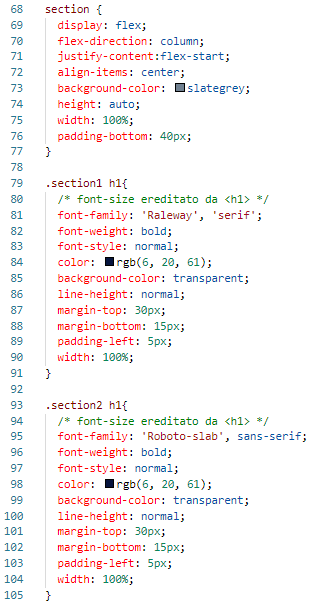 68 section {
69 display: flex;
70 flex-direction: column;
71 justify-content:flex-start;
72 align-items: center;
73 background-color: slategrey;
74 height: auto;
75 width: 100%;
76 padding-bottom: 40px;
77 }
78
79 .section1 h1{
80 /* font-size ereditato da <h1> */
81 font-family: 'Raleway', 'serif';
82 font-weight: bold;
83 font-style: normal;
84 color: rgb(6, 20, 61);
85 background-color: transparent;
86 line-height: normal;
87 margin-top: 30px;
88 margin-bottom: 15px;
89 padding-left: 5px;
90 width: 100%;
91 }
92
93 .section2 h1{
94 /* font-size ereditato da <h1> */
95 font-family: 'Roboto-slab', sans-serif;
96 font-weight: bold;
97 font-style: normal;
98 color: rgb(6, 20, 61);
99 background-color: transparent;
100 line-height: normal;
101 margin-top: 30px;
102 margin-bottom: 15px;
103 padding-left: 5px;
104 width: 100%;
105 }